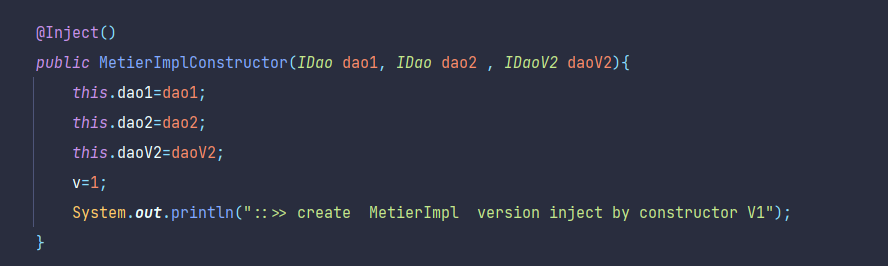 @Inject()
public MetierImplConstructor(IDao dao1, IDao dao2 , IDaoV2 daoV2){
this.dao1=dao1;
this.dao2=dao2;
this.daoV2=daoV2;
v=1;
System.out.println("::>> create  MetierImpl  version inject by constructor V1");
}